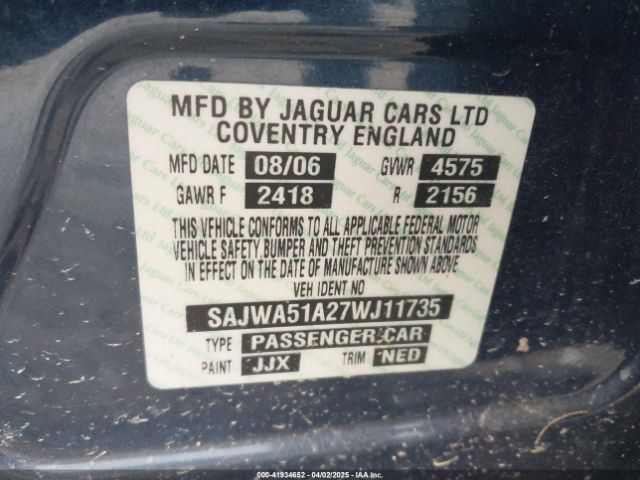 MFD BY JAGUAR CARS LTD
COVENTRY ENGLAND
MFD DATE 08/06 GVWR 4575
GAWR F 2418 R 2156
THIS VEHICLE CONFORMS TO ALL APPLICABLE FEDERAL MOTOR
VEHICLE SAFETY BUMPER AND THEFT PREVENTION STANDARDS
IN EFFECT ON THE DATE OF MANUFACTURE SHOWN ABOVE
VEH IDENT NO
SAJWA51A27WJ11735
TYPE PASSENGER CAR
PAINT JJX TRIM NED
000-41934652 - 04/02/2025 - IAA Inc.